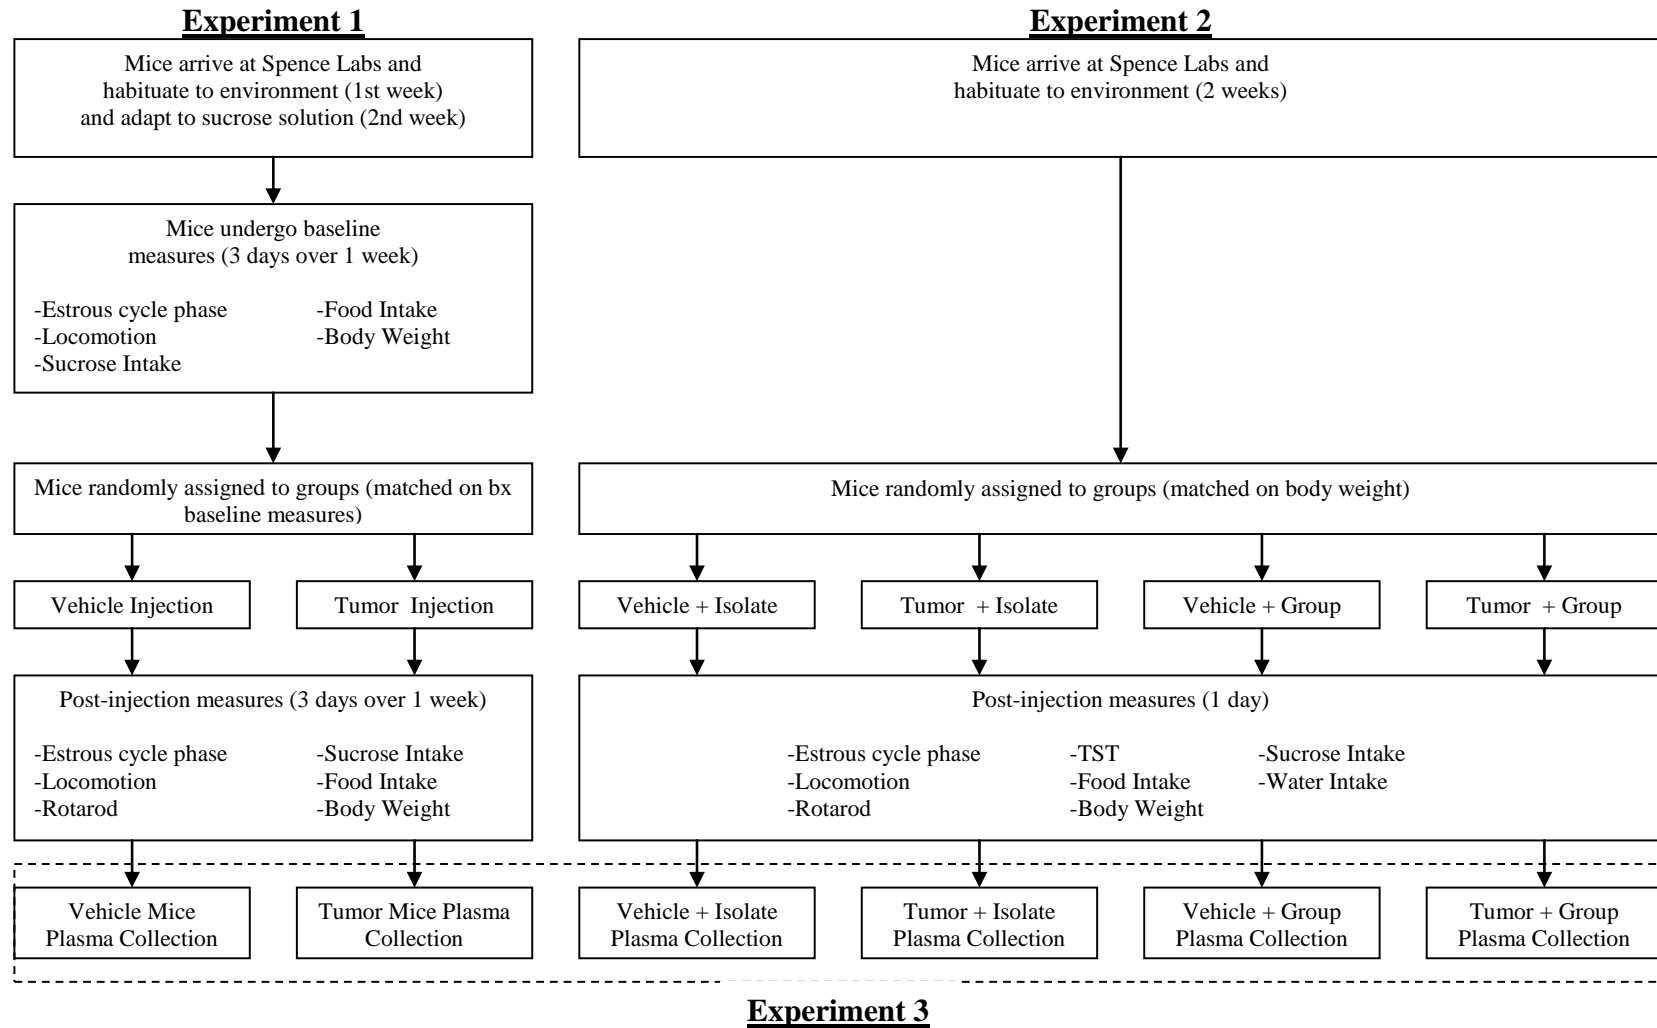 Experiment 1
Mice arrive at Spence Labs and
habituate to environment (1st week)
and adapt to sucrose solution (2nd week)
Mice undergo baseline
measures (3 days over 1 week)
-Estrous cycle phase
-Locomotion
-Sucrose Intake
-Food Intake
-Body Weight
Mice randomly assigned to groups (matched on bx
baseline measures)
Vehicle Injection
Tumor Injection
Post-injection measures (3 days over 1 week)
-Estrous cycle phase
-Locomotion
-Rotarod
-Sucrose Intake
-Food Intake
-Body Weight
Vehicle Mice
Plasma Collection
Tumor Mice Plasma
Collection
Experiment 2
Mice arrive at Spence Labs and
habituate to environment (2 weeks)
Mice randomly assigned to groups (matched on body weight)
Vehicle + Isolate
Tumor + Isolate
Vehicle + Group
Tumor + Group
Post-injection measures (1 day)
-Estrous cycle phase
-Locomotion
-Rotarod
-TST
-Food Intake
-Body Weight
-Sucrose Intake
-Water Intake
Vehicle + Isolate
Plasma Collection
Tumor + Isolate
Plasma Collection
Vehicle + Group
Plasma Collection
Tumor + Group
Plasma Collection
Experiment 3